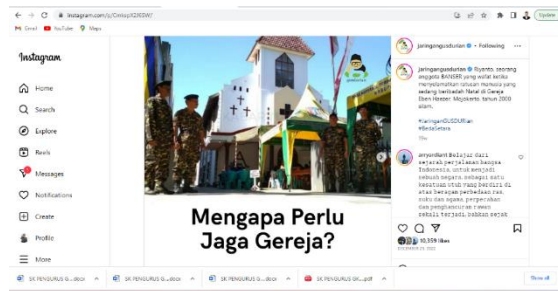 instagram.com/p/
Update
Gmail
YouTube
Maps
Instagram
Home
Search
Explore
Reels
Messages
Notifications
Create
Profile
More
Mengapa Perlu
Jaga Gereja?
jaringangusdurian • Following
jaringangusdurian Riyanto, seorang
anggota BANSER yang wafat ketika
menyelamatkan ratusan manusia yang
sedang beribadah Natal di Gereja
Eben Haezer, Mojokerto, tahun 2000
silam.
#JaringanGUSDURian
#Beritasetara
Belajar dari
sejarah perjalanan bangsa
Indonesia, untuk menjadi
sebuah negara, sebagai satu
kesatuan utuh yang berdiri di
atas beragam perbedaan ras,
suku dan agama, perpecahan
dan penghancuran rawan
sekali terjadi, bahkan sejak
10,359 likes
SK PENGURUS G....docx
SK PENGURUS G....docx
SK PENGURUS G....docx
SK PENGURUS GK....pdf
Show all